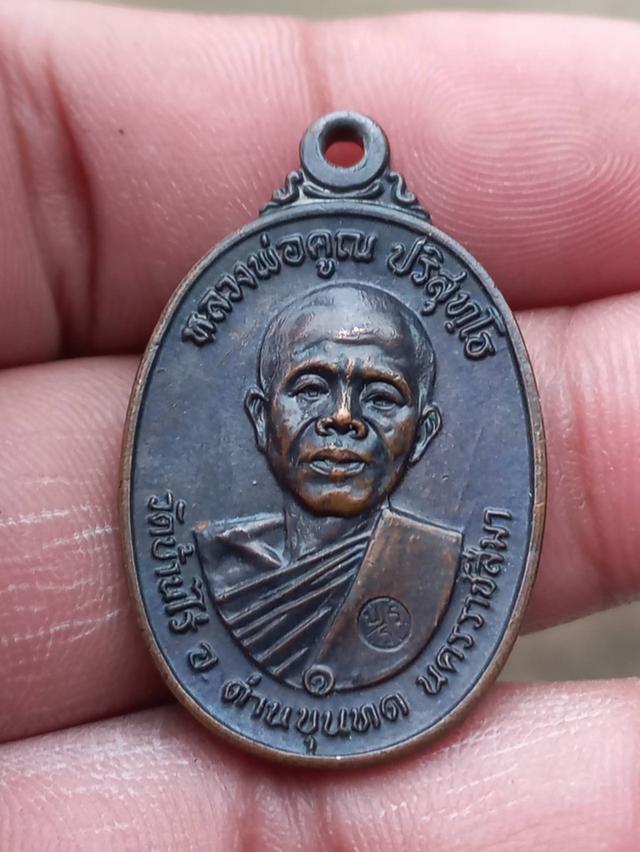 หลวงพ่อคูณ ปริสุทฺโธ
วัดบ้านไร่ อ. ด่านขุนทด นครราชสีมา
๑